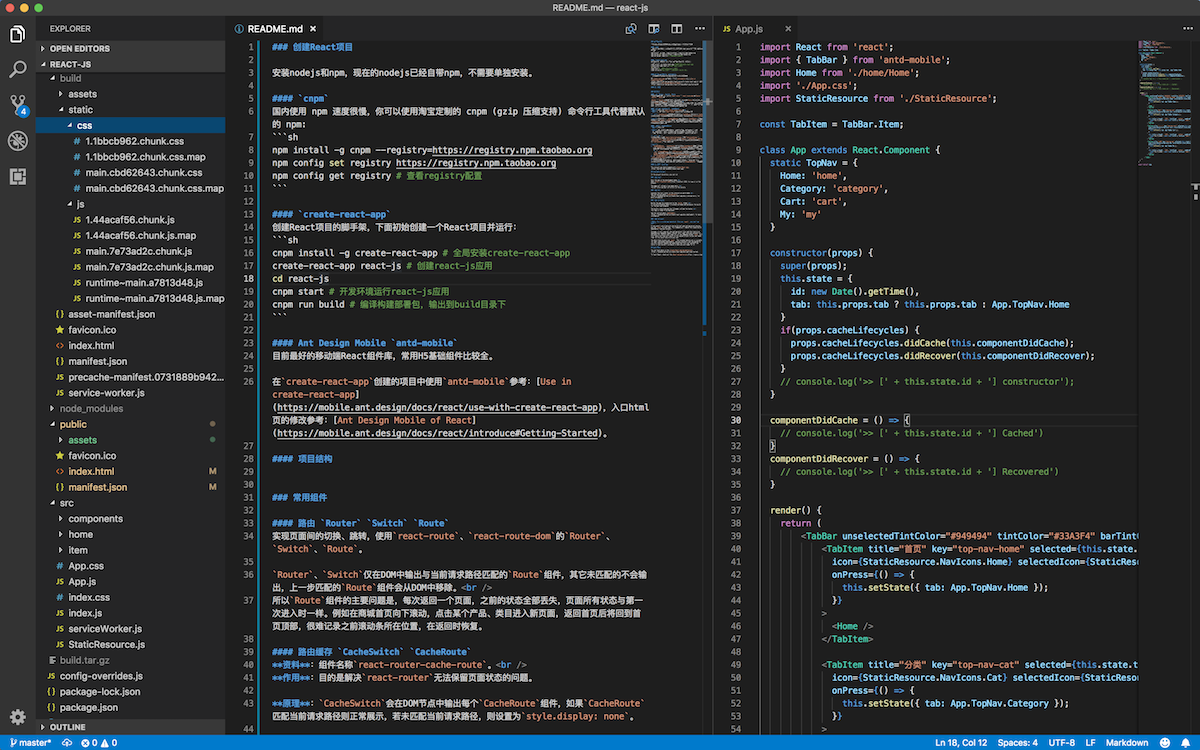 README.md — react-js
EXPLORER
OPEN EDITORS
REACT-JS
build
assets
static
css
1.1bbcb962.chunk.css
1.1bbcb962.chunk.css.map
main.cbd62643.chunk.css
main.cbd62643.chunk.css.map
js
JS 1.44acaf56.chunk.js
JS 1.44acaf56.chunk.js.map
JS main.7e73ad2c.chunk.js
JS main.7e73ad2c.chunk.js.map
JS runtime~main.a7813d48.js
JS runtime~main.a7813d48.js.map
{} asset-manifest.json
favicon.ico
<> index.html
{} manifest.json
JS precache-manifest.0731889b942...
JS service-worker.js
node_modules
public
assets
favicon.ico
<> index.html M
{} manifest.json M
src
components
home
item
# App.css
JS App.js
# index.css
JS index.js
JS serviceWorker.js
JS StaticResource.js
build.tar.gz
JS config-overrides.js
{} package-lock.json
{} package.json
OUTLINE
4
README.md
1 ### 创建React项目
2
3 安装nodejs和npm，现在的nodejs已经自带npm，不需要单独安装。
4
5 #### `cnpm`
6 国内使用 npm 速度很慢，你可以使用淘宝定制的 cnpm (gzip 压缩支持) 命令行工具代替默认
的 npm:
7 ```sh
8 npm install -g cnpm --registry=https://registry.npm.taobao.org
9 npm config set registry https://registry.npm.taobao.org
10 npm config get registry # 查看registry配置
11 ```
12
13 #### `create-react-app`
14 创建React项目的脚手架，下面初始创建一个React项目并运行：
15 ```sh
16 cnpm install -g create-react-app # 全局安装create-react-app
17 create-react-app react-js # 创建react-js应用
18 cd react-js
19 cnpm start # 开发环境运行react-js应用
20 cnpm run build # 编译构建部署包，输出到build目录下
21 ```
22
23 #### Ant Design Mobile `antd-mobile`
24 目前最好的移动端React组件库，常用H5基础组件比较全。
25
26 在`create-react-app`创建的项目中使用`antd-mobile`参考：[Use in
create-react-app]
(https://mobile.ant.design/docs/react/use-with-create-react-app)，入口html
页的修改参考：[Ant Design Mobile of React]
(https://mobile.ant.design/docs/react/introduce#Getting-Started)。
27
28 #### 项目结构
29
30
31 ### 常用组件
32
33 #### 路由 `Router` `Switch` `Route`
34 实现页面间的切换、跳转，使用`react-route`、`react-route-dom`的`Router`、
`Switch`、`Route`。
35
36 `Router`、`Switch`仅在DOM中输出与当前请求路径匹配的`Route`组件，其它未匹配的不会输
出，上一步匹配的`Route`组件会从DOM中移除。<br />
37 所以`Route`组件的主要问题是，每次返回一个页面，之前的状态全部丢失，页面所有状态与第一
次进入时一样。例如在商城首页向下滚动，点击某个产品、类目进入新页面，返回首页后将回到首
页顶部，很难记录之前滚动条所在位置，在返回时恢复。
38
39 #### 路由缓存 `CacheSwitch` `CacheRoute`
40 **资料**：组件名称`react-router-cache-route`。<br />
41 **作用**：目的是解决`react-router`无法保留页面状态的问题。
42
43 **原理**：`CacheSwitch`会在DOM节点中输出每个`CacheRoute`组件，如果`CacheRoute`
匹配当前请求路径则正常展示，若未匹配当前请求路径，则设置为`style.display: none`。
44
JS App.js
1 import React from 'react';
2 import { TabBar } from 'antd-mobile';
3 import Home from './home/Home';
4 import './App.css';
5 import StaticResource from './StaticResource';
6
7 const TabItem = TabBar.Item;
8
9 class App extends React.Component {
10 static TopNav = {
11 Home: 'home',
12 Category: 'category',
13 Cart: 'cart',
14 My: 'my'
15 }
16
17 constructor(props) {
18 super(props);
19 this.state = {
20 id: new Date().getTime(),
21 tab: this.props.tab ? this.props.tab : App.TopNav.Home
22 }
23 if(props.cacheLifecycles) {
24 props.cacheLifecycles.didCache(this.componentDidCache);
25 props.cacheLifecycles.didRecover(this.componentDidRecover);
26 }
27 // console.log('>> [' + this.state.id + '] constructor');
28 }
29
30 componentDidCache = () => {
31 // console.log('>> [' + this.state.id + '] Cached')
32 }
33 componentDidRecover = () => {
34 // console.log('>> [' + this.state.id + '] Recovered')
35 }
36
37 render() {
38 return (
39 <TabBar unselectedTintColor="#949494" tintColor="#33A3F4" barTint
40 <TabItem title="首页" key="top-nav-home" selected={this.state.
41 icon={StaticResource.NavIcons.Home} selectedIcon={StaticReso
42 onPress={() => {
43 this.setState({ tab: App.TopNav.Home });
44 }}
45 >
46 <Home />
47 </TabItem>
48
49 <TabItem title="分类" key="top-nav-cat" selected={this.state.t
50 icon={StaticResource.NavIcons.Cat} selectedIcon={StaticResou
51 onPress={() => {
52 this.setState({ tab: App.TopNav.Category });
53 }}
54 >
master* 0 0 Ln 18, Col 12 Spaces: 4 UTF-8 LF Markdown